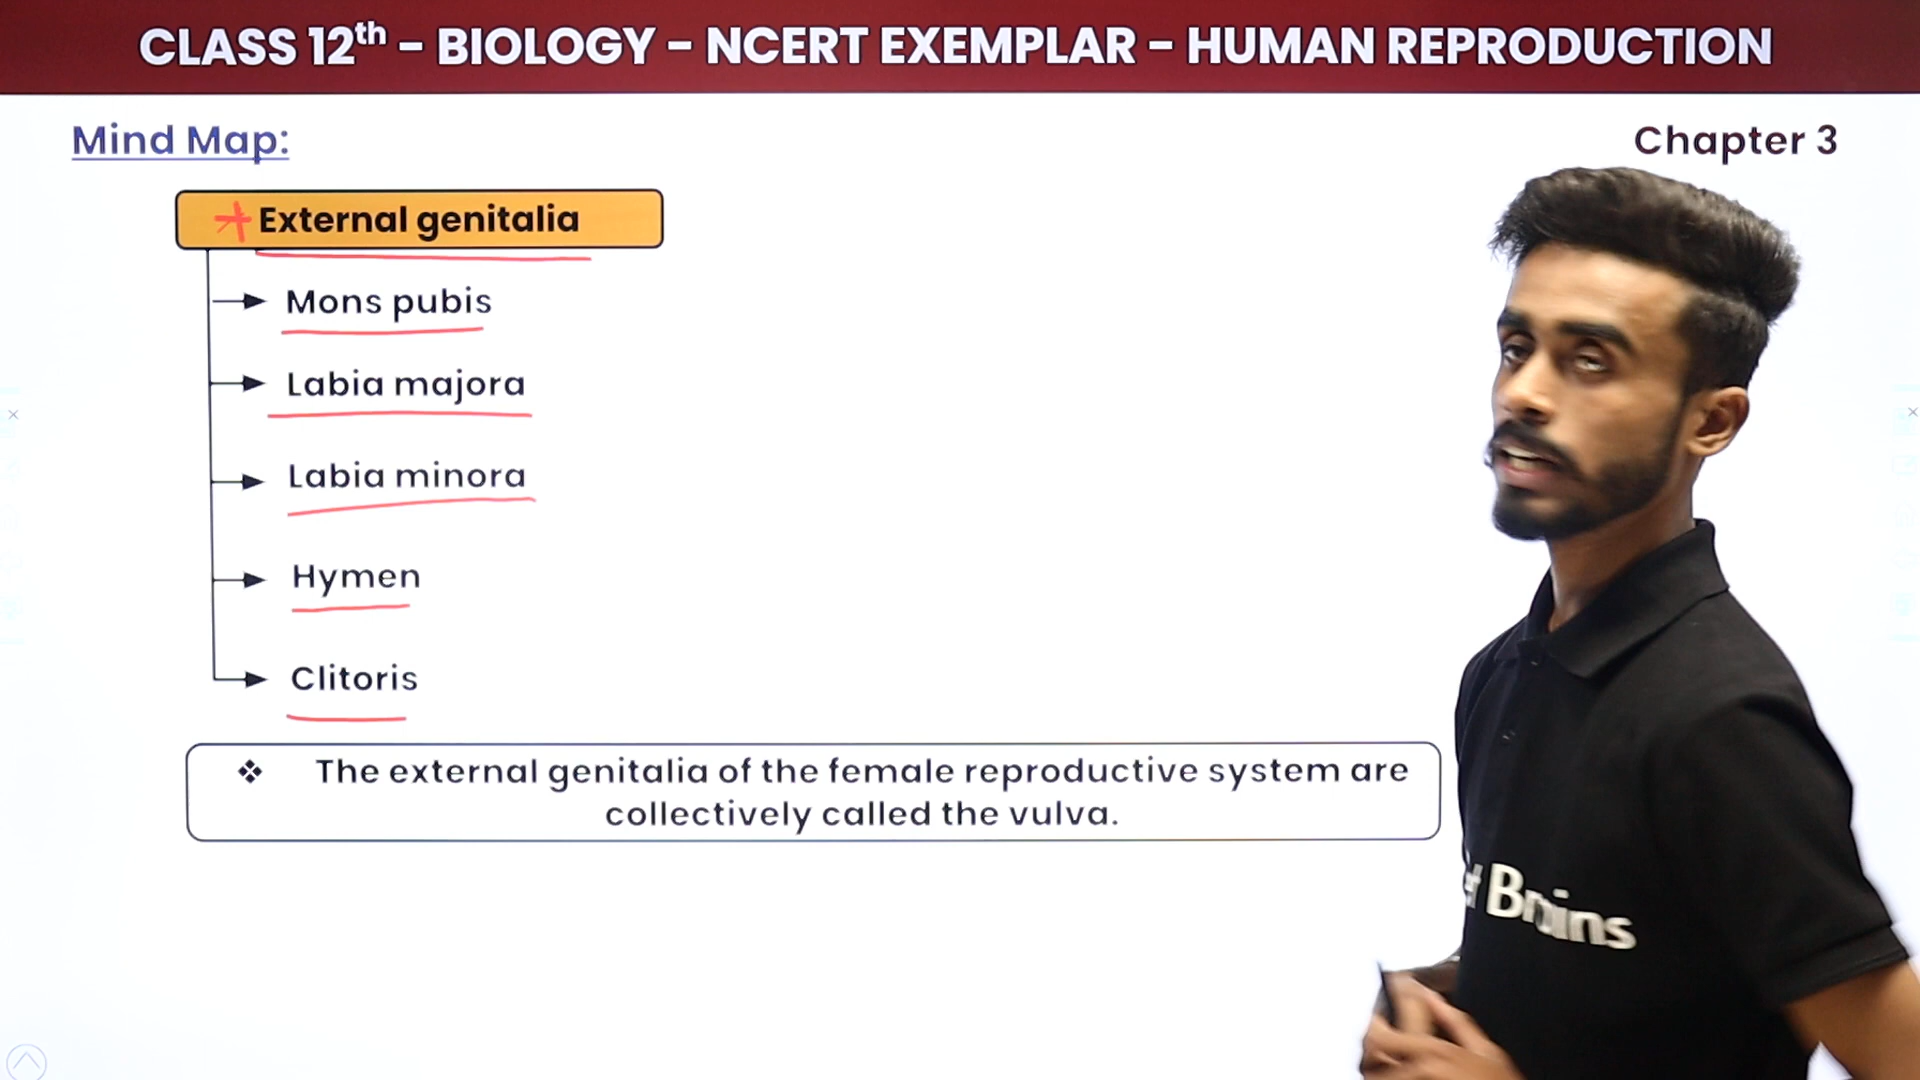 CLASS 12th – BIOLOGY – NCERT EXEMPLAR – HUMAN REPRODUCTION
Mind Map:
Chapter 3
External genitalia
Mons pubis
Labia majora
Labia minora
Hymen
Clitoris
❖ The external genitalia of the female reproductive system are
collectively called the vulva.
Brains